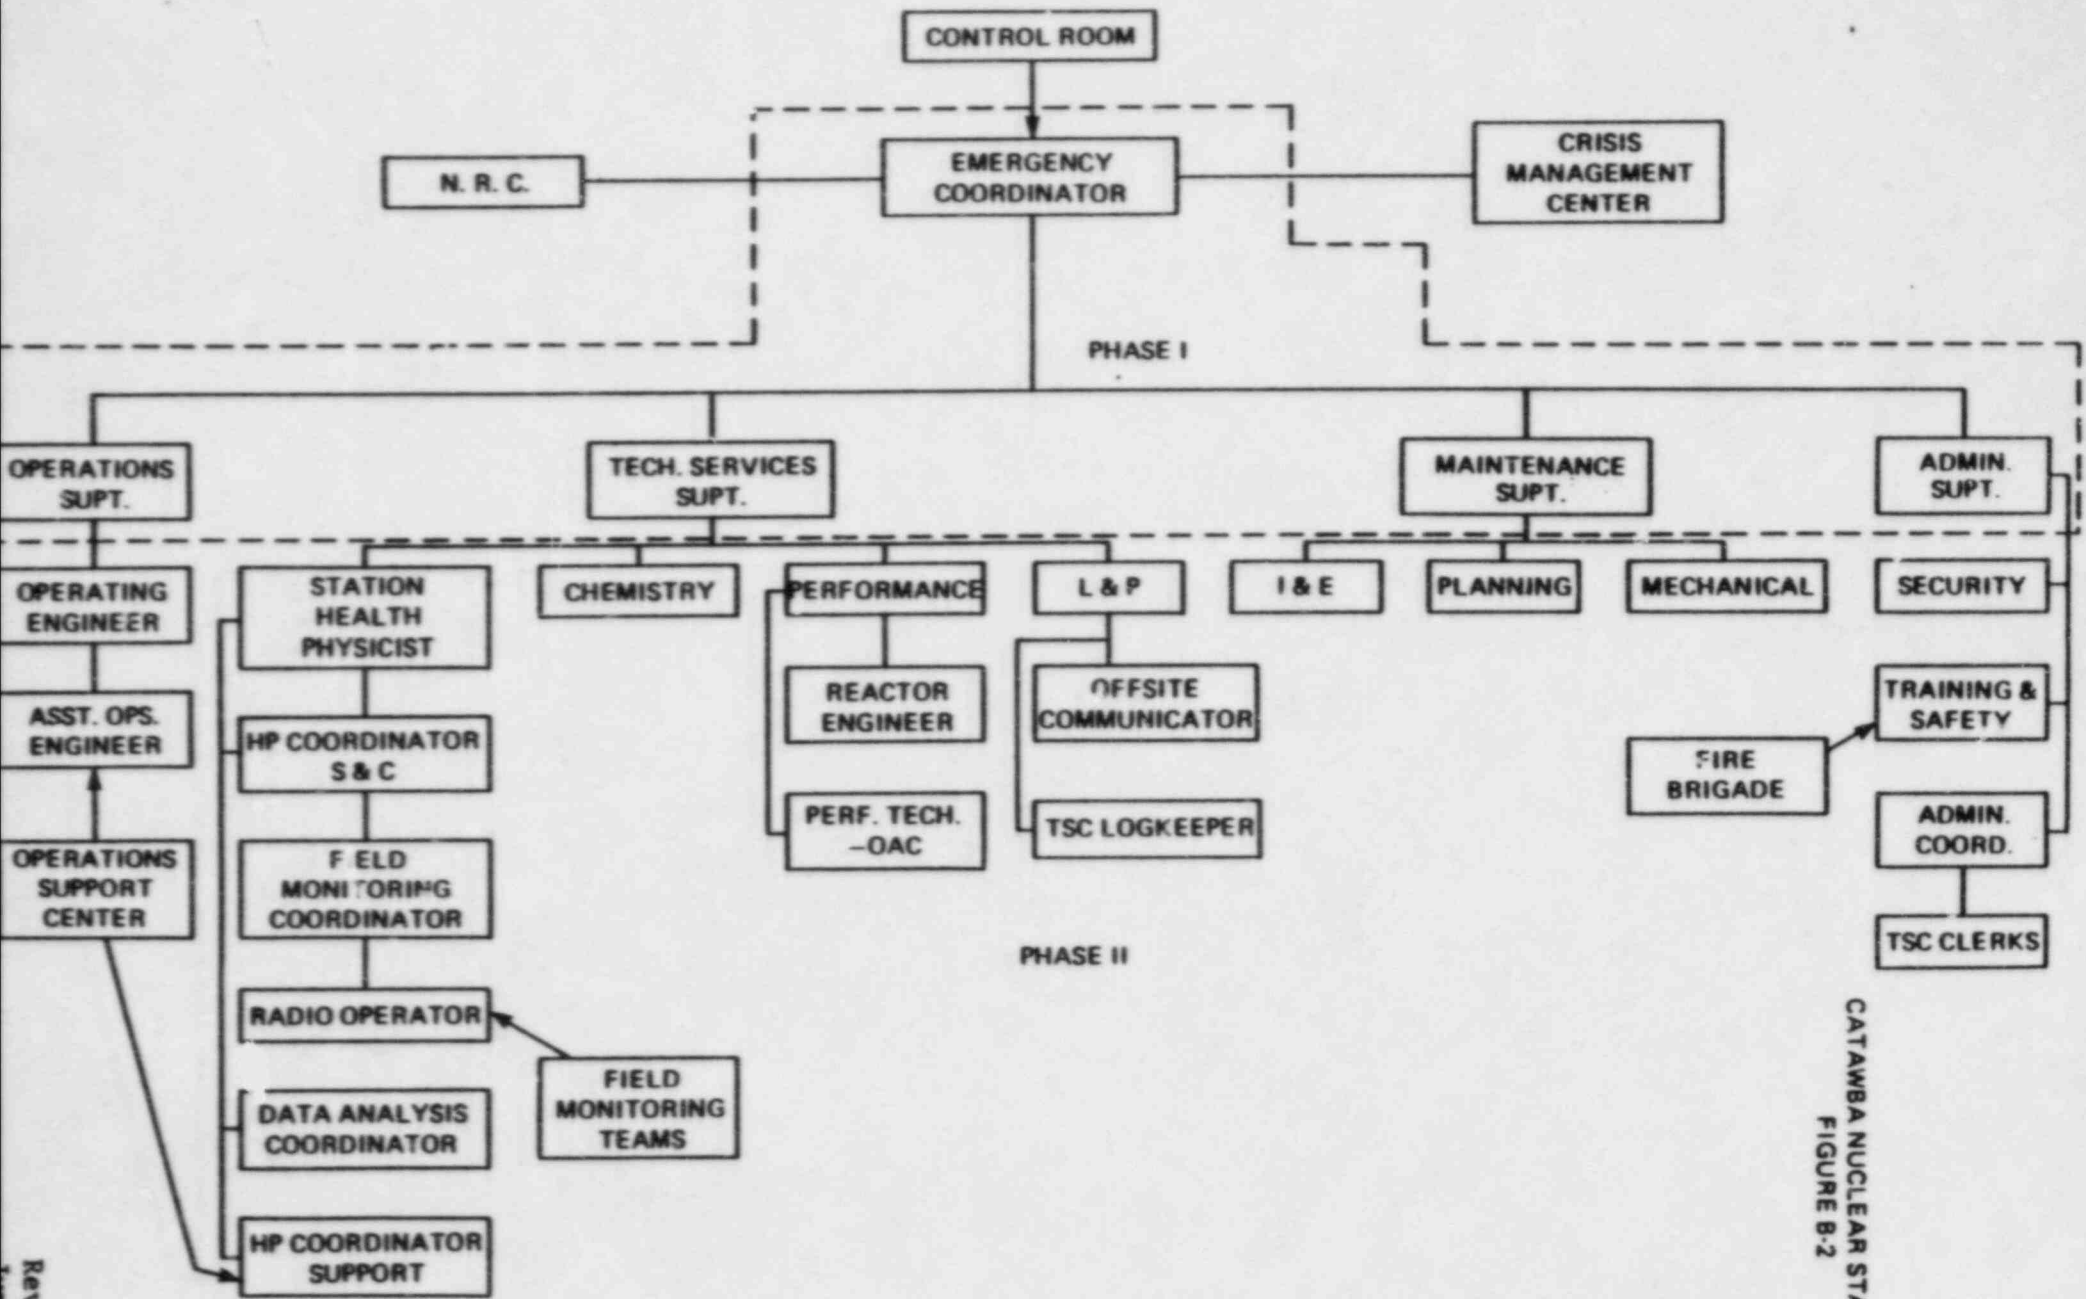 CONTROL ROOM
N. R. C.
EMERGENCY
COORDINATOR
CRISIS
MANAGEMENT
CENTER
PHASE I
OPERATIONS
SUPT.
TECH. SERVICES
SUPT.
MAINTENANCE
SUPT.
ADMIN.
SUPT.
OPERATING
ENGINEER
STATION
HEALTH
PHYSICIST
CHEMISTRY
PERFORMANCE
L & P
I & E
PLANNING
MECHANICAL
SECURITY
ASST. OPS.
ENGINEER
HP COORDINATOR
S & C
REACTOR
ENGINEER
OFFSITE
COMMUNICATOR
TRAINING &
SAFETY
FIRE
BRIGADE
OPERATIONS
SUPPORT
CENTER
F ELD
MONITORING
COORDINATOR
PERF. TECH.
–OAC
TSC LOGKEEPER
ADMIN.
COORD.
PHASE II
TSC CLERKS
RADIO OPERATOR
FIELD
MONITORING
TEAMS
DATA ANALYSIS
COORDINATOR
HP COORDINATOR
SUPPORT
CATAWBA NUCLEAR STA
FIGURE B-2
Rev